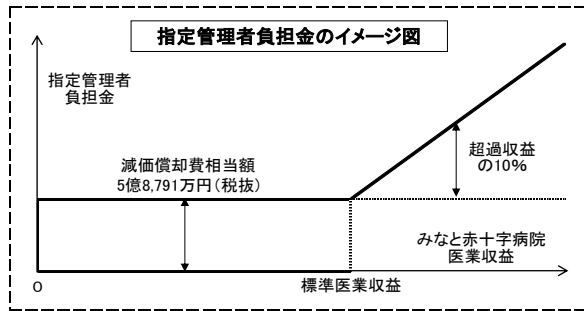 指定管理者負担金のイメージ図
指定管理者
負担金
減価償却費相当額
5億8,791万円（税抜）
超過収益
の10%
みなと赤十字病院
医業収益
0
標準医業収益